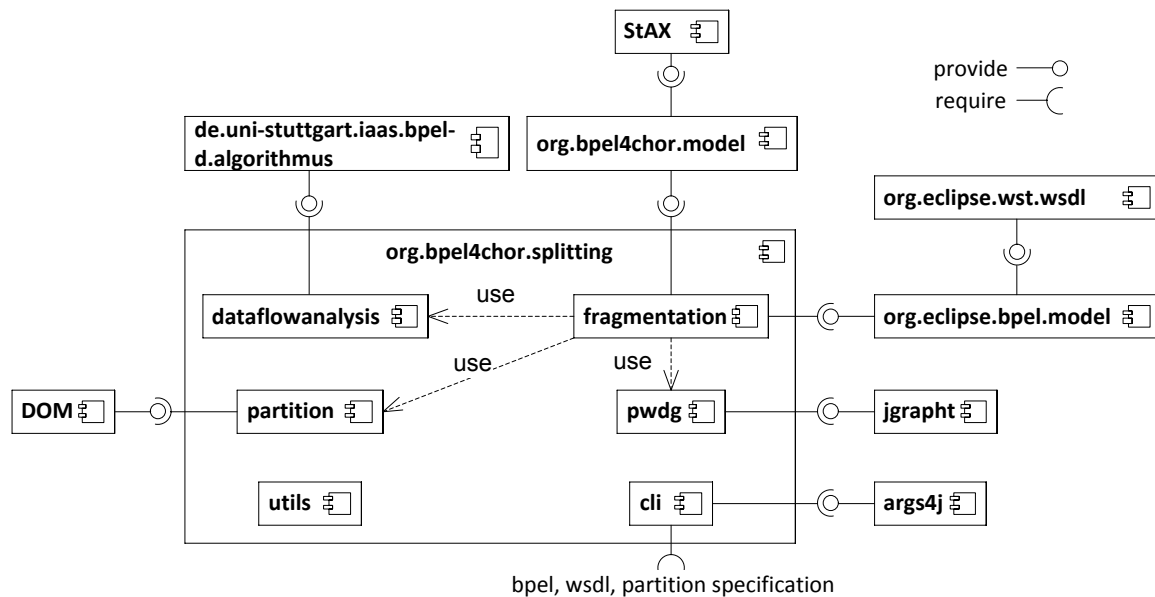 StAX
provide
require
de.uni-stuttgart.iaas.bpel-
d.algorithmus
org.bpel4chor.model
org.eclipse.wst.wsdl
org.bpel4chor.splitting
dataflowanalysis
use
fragmentation
org.eclipse.bpel.model
use
use
DOM
partition
pwdg
jgrapht
utils
cli
args4j
bpel, wsdl, partition specification